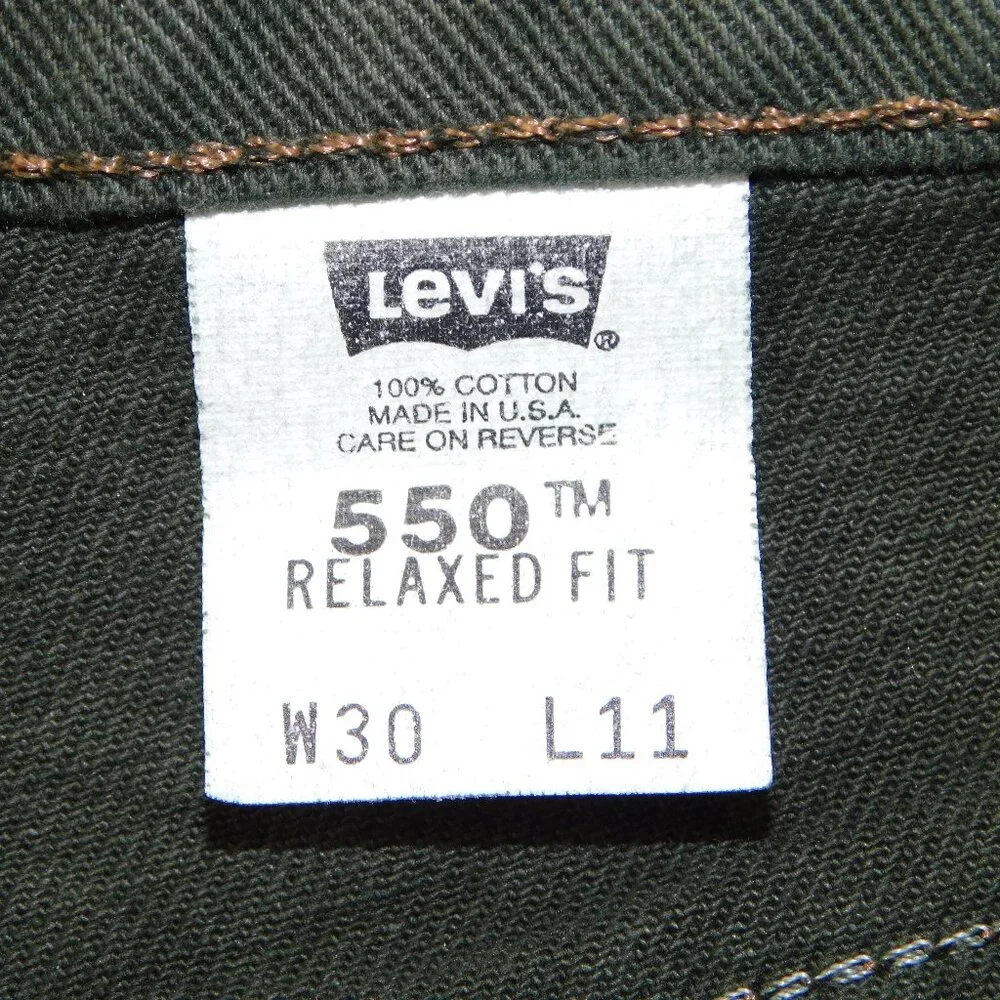 Levi's ®
100% COTTON
MADE IN U.S.A.
CARE ON REVERSE
550™
RELAXED FIT
W30 L11